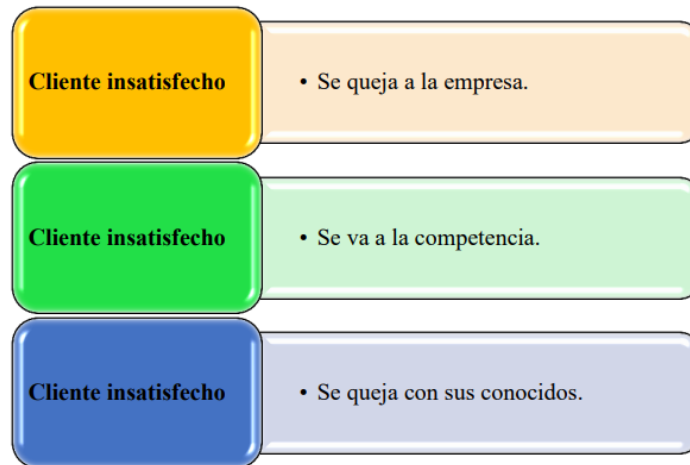 Cliente insatisfecho
• Se queja a la empresa.
Cliente insatisfecho
• Se va a la competencia.
Cliente insatisfecho
• Se queja con sus conocidos.